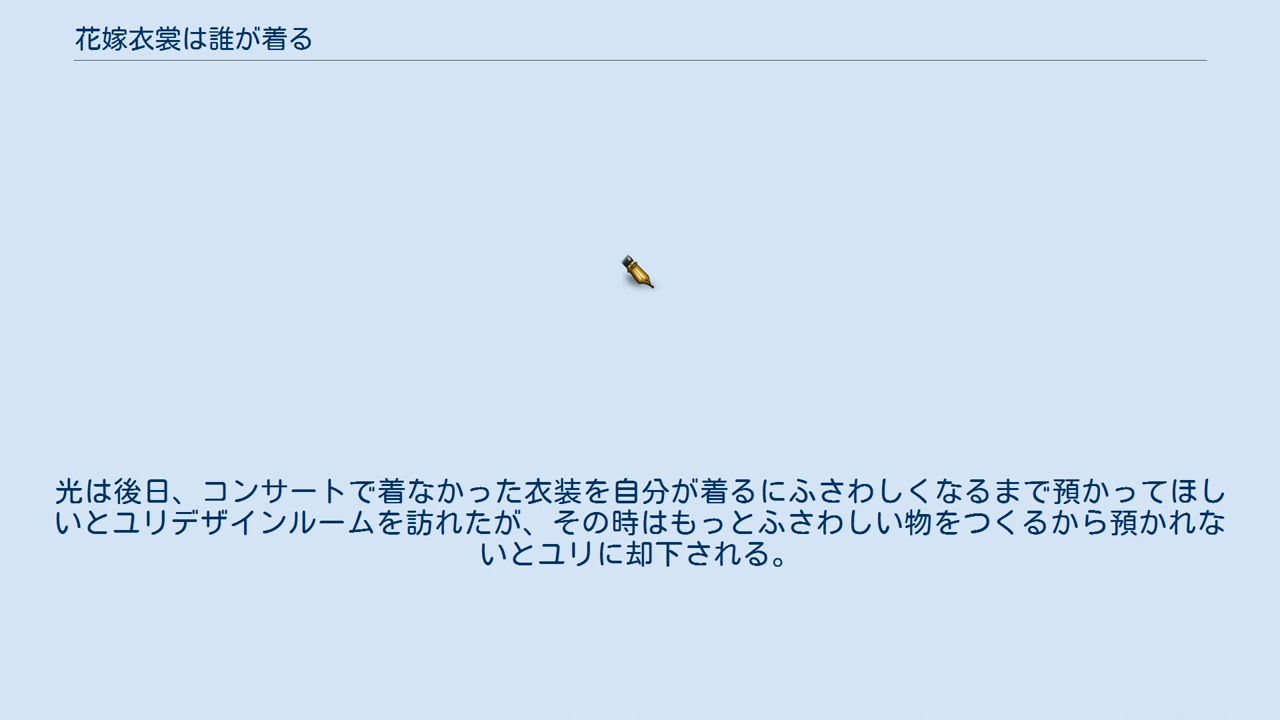 花嫁衣裳は誰が着る
光は後日、コンサートで着なかった衣装を自分が着るにふさわしくなるまで預かってほし
いとユリデザインルームを訪れたが、その時はもっとふさわしい物をつくるから預かれな
いとユリに却下される。